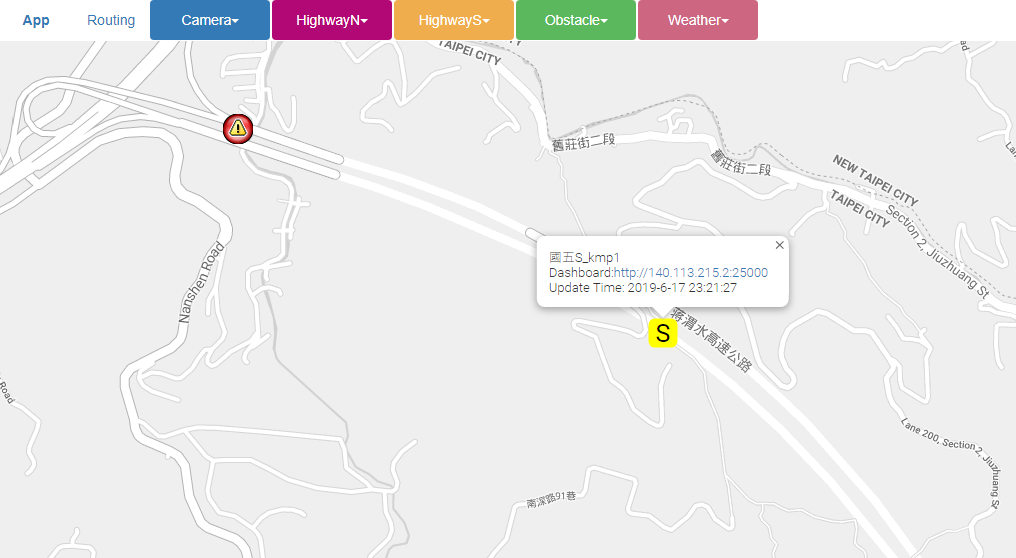 App
Routing
Camera
HighwayN
HighwayS
Obstacle
Weather
TAIPEI CITY
舊莊街二段
舊莊街二段
NEW TAIPEI CITY
TAIPEI CITY
Section 2, Jiuzhuang St
Nanshen Road
國五S_kmp1
Dashboard:http://140.113.215.2:25000
Update Time: 2019-6-17 23:21:27
S
蔣渭水高速公路
Road
Lane 200, Section 2, Jiuzhuang St
南深路91巷